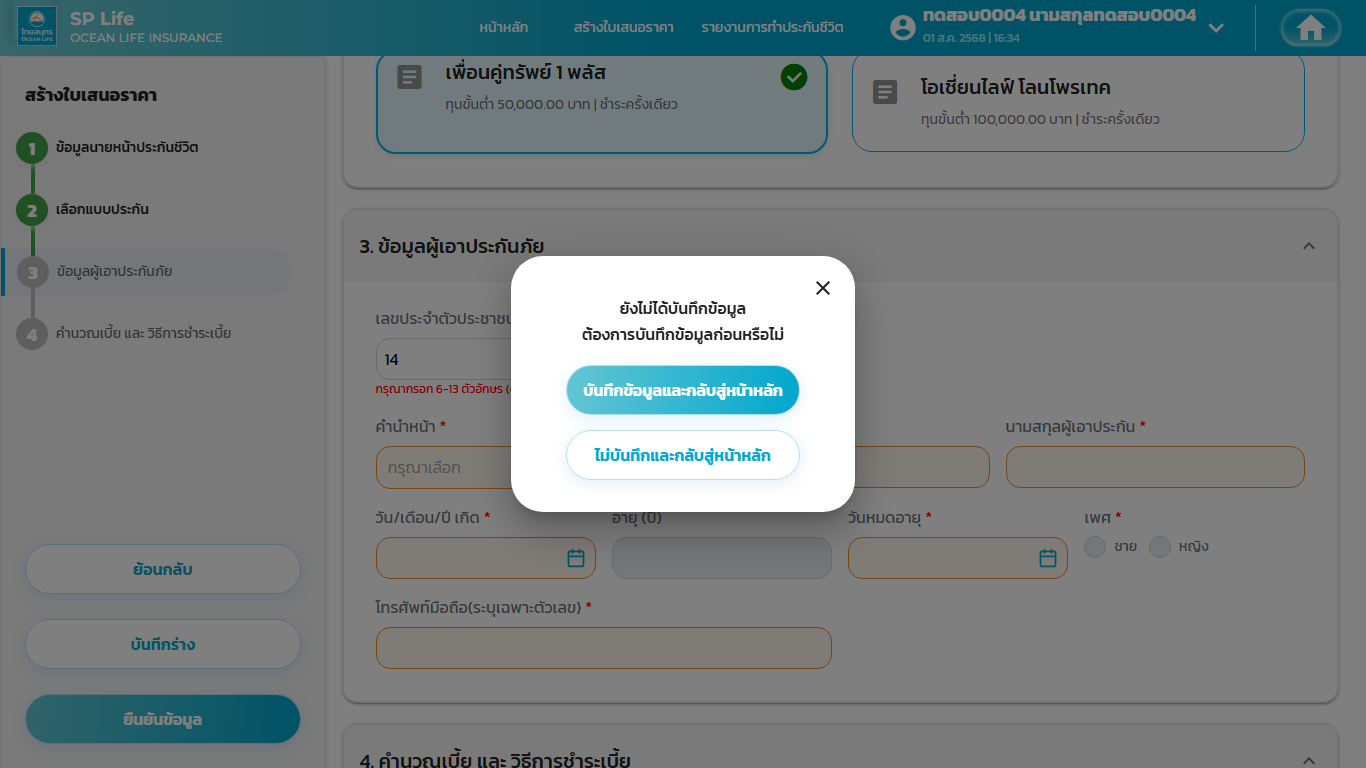 ไทยสมุทร
OCEAN LIFE
SP Life
OCEAN LIFE INSURANCE
หน้าหลัก
สร้างใบเสนอราคา
รายงานการทำประกันชีวิต
ทดสอบ0004 นามสกุลทดสอบ0004
01 ส.ค. 2568 | 16:34
สร้างใบเสนอราคา
1 ข้อมูลนายหน้าประกันชีวิต
2 เลือกแบบประกัน
3 ข้อมูลผู้เอาประกันภัย
4 คำนวณเบี้ย และ วิธีการชำระเบี้ย
ย้อนกลับ
บันทึกร่าง
ยืนยันข้อมูล
เพื่อนคู่ทรัพย์ 1 พลัส
ทุนขั้นต่ำ 50,000.00 บาท | ชำระครั้งเดียว
โอเชี่ยนไลฟ์ โลนโพรเทค
ทุนขั้นต่ำ 100,000.00 บาท | ชำระครั้งเดียว
3. ข้อมูลผู้เอาประกันภัย
เลขประจำตัวประชาชน
14
กรุณากรอก 6-13 ตัวอักษร
ยังไม่ได้บันทึกข้อมูล
ต้องการบันทึกข้อมูลก่อนหรือไม่
บันทึกข้อมูลและกลับสู่หน้าหลัก
ไม่บันทึกและกลับสู่หน้าหลัก
คำนำหน้า *
นามสกุลผู้เอาประกัน *
กรุณาเลือก
วัน/เดือน/ปี เกิด *
อายุ (ปี)
วันหมดอายุ *
เพศ *
ชาย
หญิง
โทรศัพท์มือถือ(ระบุเฉพาะตัวเลข) *
4. คำนวณเบี้ย และ วิธีการชำระเบี้ย